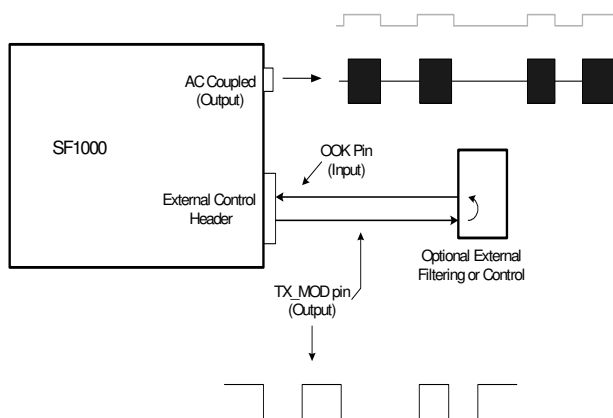 AC Coupled
(Output)
SF1000
OOK Pin
(Input)
External Control
Header
Optional External
Filtering or Control
TX_MOD pin
(Output)